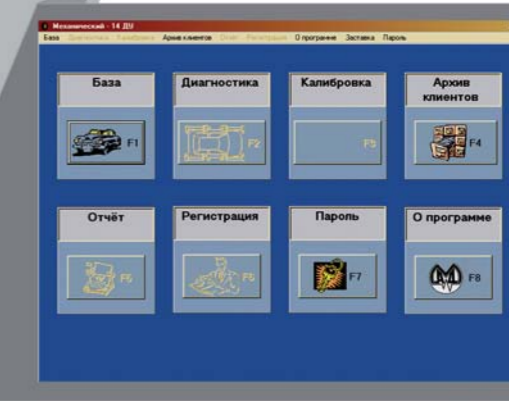 Механический - 14 ДУ
База Диагностика Калибровка Архив клиентов Отчёт Регистрация О программе Заставка Пароль
База
Диагностика
Калибровка
Архив
клиентов
F1
F2
F3
F4
Отчёт
Регистрация
Пароль
О программе
F5
F6
F7
F8